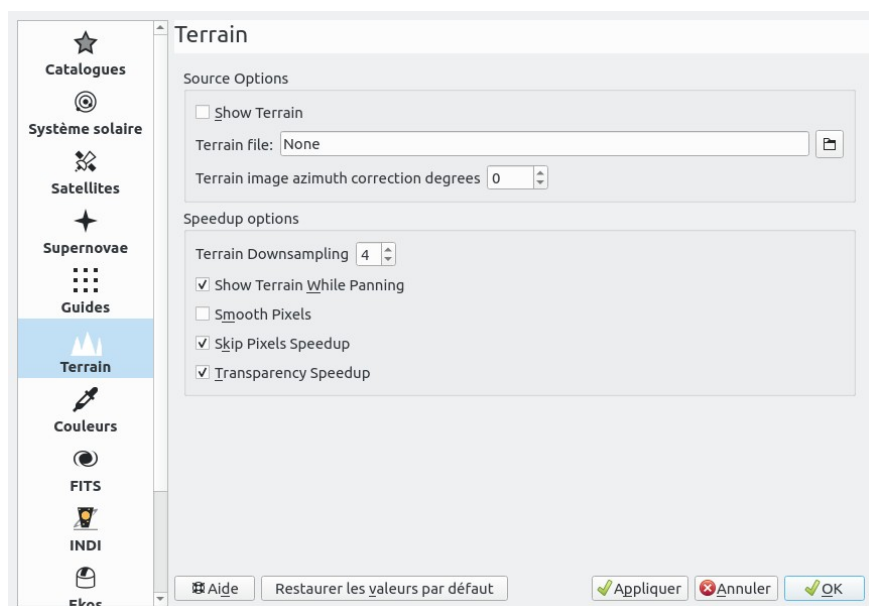 Catalogues
Système solaire
Satellites
Supernovae
Guides
Terrain
Couleurs
FITS
INDI
Ekos
Terrain
Source Options
Show Terrain
Terrain file: None
Terrain image azimuth correction degrees 0
Speedup options
Terrain Downsampling 4
Show Terrain While Panning
Smooth Pixels
Skip Pixels Speedup
Transparency Speedup
Aide Restaurer les valeurs par défaut Appliquer Annuler OK